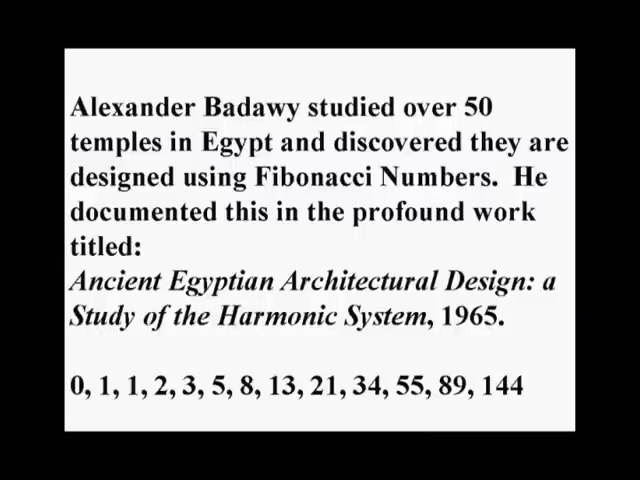 Alexander Badawy studied over 50
temples in Egypt and discovered they are
designed using Fibonacci Numbers.  He
documented this in the profound work
titled:
Ancient Egyptian Architectural Design: a
Study of the Harmonic System, 1965.
0, 1, 1, 2, 3, 5, 8, 13, 21, 34, 55, 89, 144